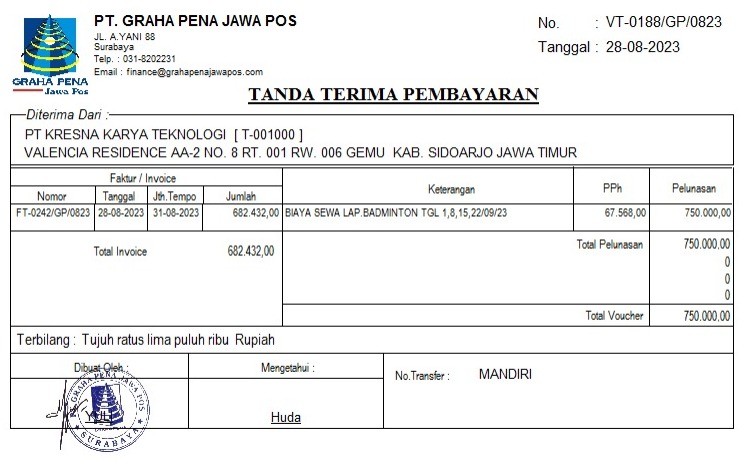 PT. GRAHA PENA JAWA POS
JL. A.YANI 88
Surabaya
Telp. : 031-8202231
Email : finance@grahapenajawapos.com
GRAHA PENA
Jawa Pos
No. : VT-0188/GP/0823
Tanggal : 28-08-2023
TANDA TERIMA PEMBAYARAN
Diterima Dari :
PT KRESNA KARYA TEKNOLOGI [ T-001000 ]
VALENCIA RESIDENCE AA-2 NO. 8 RT. 001 RW. 006 GEMU KAB. SIDOARJO JAWA TIMUR
Faktur / Invoice Keterangan PPh Pelunasan
Nomor Tanggal Jth.Tempo Jumlah
FT-0242/GP/0823 28-08-2023 31-08-2023 682.432,00 BIAYA SEWA LAP.BADMINTON TGL 1,8,15,22/09/23 67.568,00 750.000,00
Total Invoice 682.432,00 Total Pelunasan 750.000,00
0
0
0
Total Voucher 750.000,00
Terbilang : Tujuh ratus lima puluh ribu Rupiah
Dibuat Oleh : Mengetahui : No.Transfer : MANDIRI
PT. GRAHA PENA JAWA POS
YULI Huda
SURABAYA